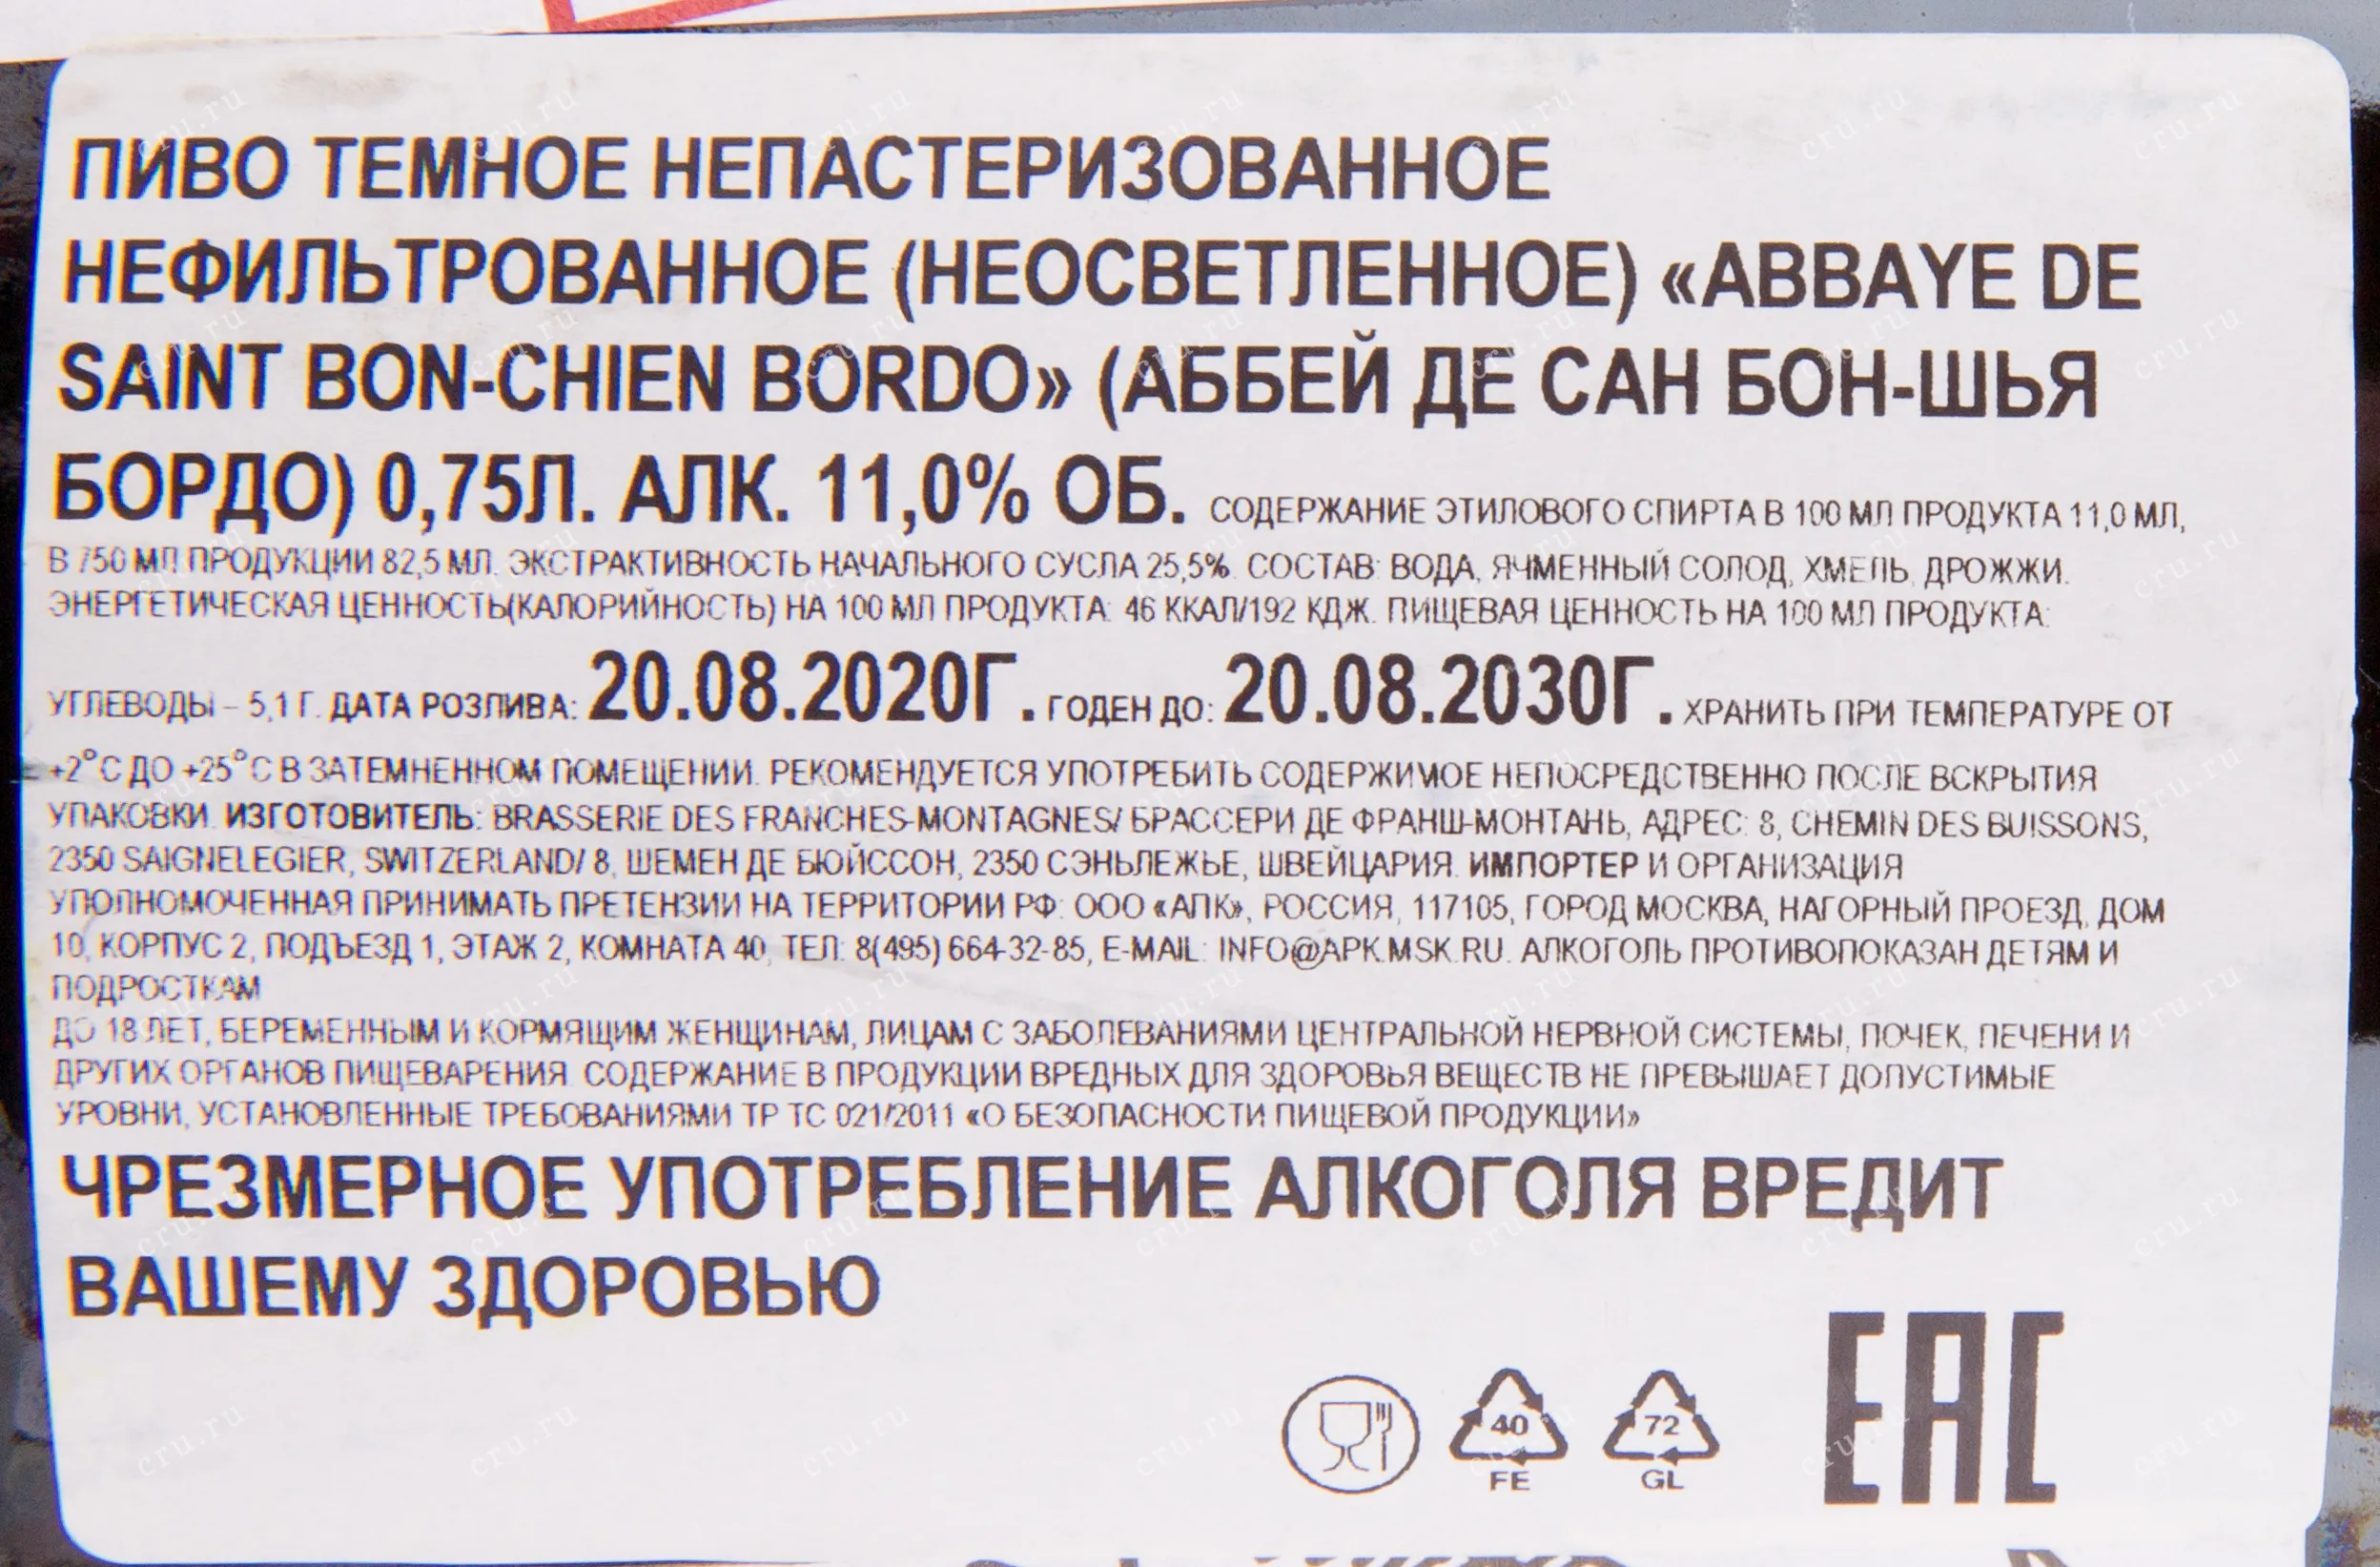 ПИВО ТЕМНОЕ НЕПАСТЕРИЗОВАННОЕ
НЕФИЛЬТРОВАННОЕ (НЕОСВЕТЛЕННОЕ) «ABBAYE DE
SAINT BON-CHIEN BORDO» (АББЕЙ ДЕ САН БОН-ШЬЯ
БОРДО) 0,75Л. АЛК. 11,0% ОБ. СОДЕРЖАНИЕ ЭТИЛОВОГО СПИРТА В 100 МЛ ПРОДУКТА 11,0 МЛ,
В 750 МЛ ПРОДУКЦИИ 82,5 МЛ. ЭКСТРАКТИВНОСТЬ НАЧАЛЬНОГО СУСЛА 25,5%. СОСТАВ: ВОДА, ЯЧМЕННЫЙ СОЛОД, ХМЕЛЬ, ДРОЖЖИ.
ЭНЕРГЕТИЧЕСКАЯ ЦЕННОСТЬ(КАЛОРИЙНОСТЬ) НА 100 МЛ ПРОДУКТА: 46 ККАЛ/192 КДЖ. ПИЩЕВАЯ ЦЕННОСТЬ НА 100 МЛ ПРОДУКТА:
УГЛЕВОДЫ – 5,1 Г. ДАТА РОЗЛИВА: 20.08.2020Г. ГОДЕН ДО: 20.08.2030Г. ХРАНИТЬ ПРИ ТЕМПЕРАТУРЕ ОТ
+2°С ДО +25°С В ЗАТЕМНЕННОМ ПОМЕЩЕНИИ. РЕКОМЕНДУЕТСЯ УПОТРЕБИТЬ СОДЕРЖИМОЕ НЕПОСРЕДСТВЕННО ПОСЛЕ ВСКРЫТИЯ
УПАКОВКИ. ИЗГОТОВИТЕЛЬ: BRASSERIE DES FRANCHES-MONTAGNES/ БРАССЕРИ ДЕ ФРАНШ-МОНТАНЬ, АДРЕС: 8, CHEMIN DES BUISSONS,
2350 SAIGNELEGIER, SWITZERLAND/ 8, ШЕМЕН ДЕ БЮЙССОН, 2350 СЭНЬЛЕЖЬЕ, ШВЕЙЦАРИЯ. ИМПОРТЕР И ОРГАНИЗАЦИЯ
УПОЛНОМОЧЕННАЯ ПРИНИМАТЬ ПРЕТЕНЗИИ НА ТЕРРИТОРИИ РФ: ООО «АПК», РОССИЯ, 117105, ГОРОД МОСКВА, НАГОРНЫЙ ПРОЕЗД, ДОМ
10, КОРПУС 2, ПОДЪЕЗД 1, ЭТАЖ 2, КОМНАТА 40, ТЕЛ: 8(495) 664-32-85, E-MAIL: INFO@APK.MSK.RU. АЛКОГОЛЬ ПРОТИВОПОКАЗАН ДЕТЯМ И
ПОДРОСТКАМ
ДО 18 ЛЕТ, БЕРЕМЕННЫМ И КОРМЯЩИМ ЖЕНЩИНАМ, ЛИЦАМ С ЗАБОЛЕВАНИЯМИ ЦЕНТРАЛЬНОЙ НЕРВНОЙ СИСТЕМЫ, ПОЧЕК, ПЕЧЕНИ И
ДРУГИХ ОРГАНОВ ПИЩЕВАРЕНИЯ. СОДЕРЖАНИЕ В ПРОДУКЦИИ ВРЕДНЫХ ДЛЯ ЗДОРОВЬЯ ВЕЩЕСТВ НЕ ПРЕВЫШАЕТ ДОПУСТИМЫЕ
УРОВНИ, УСТАНОВЛЕННЫЕ ТРЕБОВАНИЯМИ ТР ТС 021/2011 «О БЕЗОПАСНОСТИ ПИЩЕВОЙ ПРОДУКЦИИ»
ЧРЕЗМЕРНОЕ УПОТРЕБЛЕНИЕ АЛКОГОЛЯ ВРЕДИТ
ВАШЕМУ ЗДОРОВЬЮ
40
FE
72
GL
EAC
cru.ru